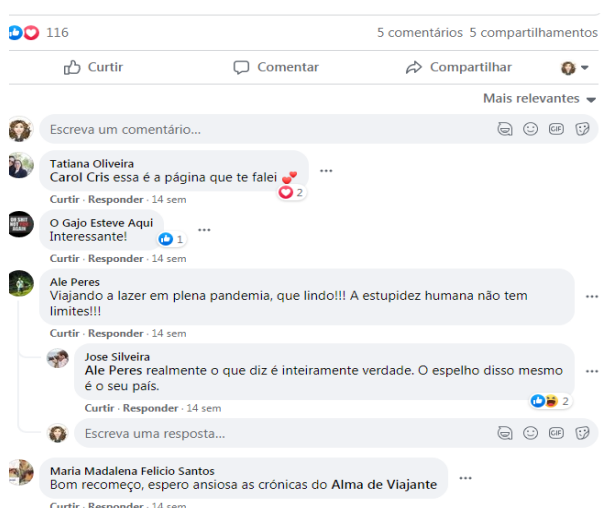 116
5 comentários 5 compartilhamentos
Curtir
Comentar
Compartilhar
Mais relevantes
Escreva um comentário...
GIF
Tatiana Oliveira
Carol Cris essa é a página que te falei
2
Curtir · Responder · 14 sem
O Gajo Esteve Aqui
Interessante!
1
Curtir · Responder · 14 sem
Ale Peres
Viajando a lazer em plena pandemia, que lindo!!! A estupidez humana não tem
limites!!!
Curtir · Responder · 14 sem
Jose Silveira
Ale Peres realmente o que diz é inteiramente verdade. O espelho disso mesmo
é o seu país.
2
Curtir · Responder · 14 sem
Escreva uma resposta...
GIF
Maria Madalena Felicio Santos
Bom recomeço, espero ansiosa as crónicas do Alma de Viajante
Curtir · Responder · 14 sem